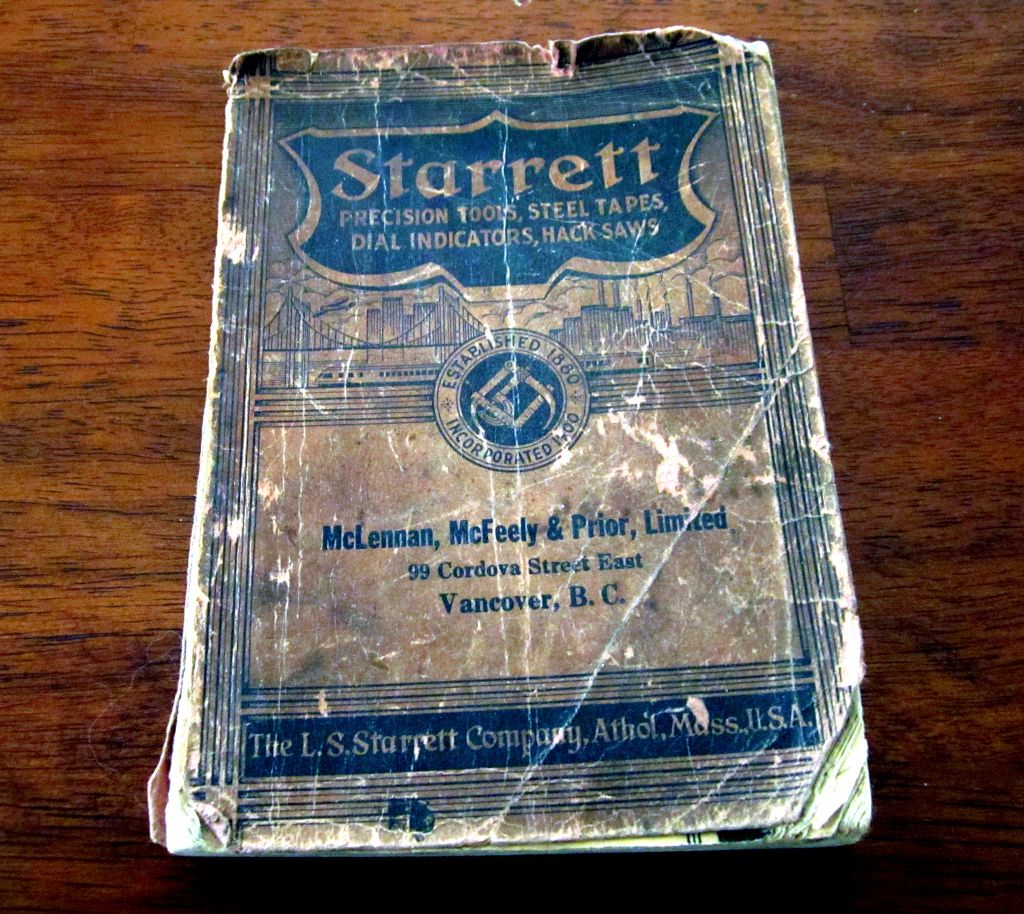 Starrett
PRECISION TOOLS, STEEL TAPES,
DIAL INDICATORS, HACK SAWS
ESTABLISHED 1880
INCORPORATED 1900
McLennan, McFeely & Prior, Limited
99 Cordova Street East
Vancover, B. C.
The L. S. Starrett Company, Athol, Mass., U.S.A.